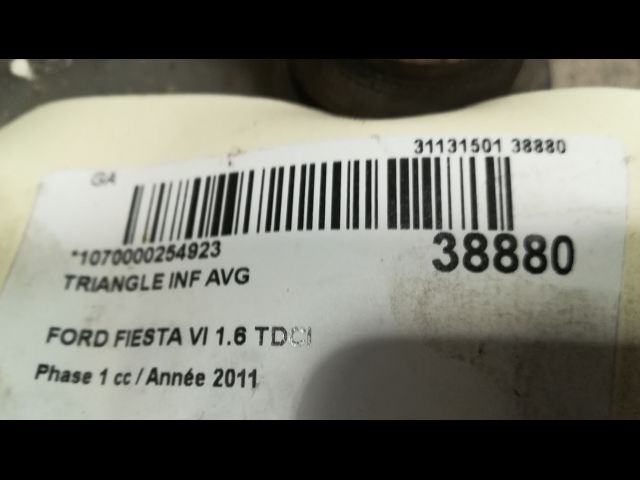 31131501 38880
GA
*1070000254923
38880
TRIANGLE INF AVG
FORD FIESTA VI 1.6 TDCI
Phase 1 cc / Année 2011